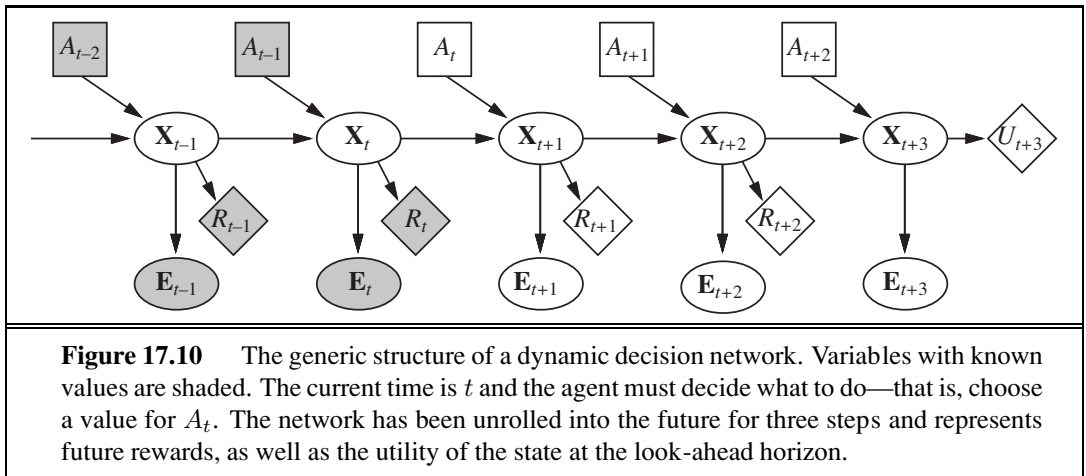 A_{t–2} A_{t–1} A_t A_{t+1} A_{t+2}
X_{t–1} X_t X_{t+1} X_{t+2} X_{t+3} U_{t+3}
R_{t–1} R_t R_{t+1} R_{t+2}
E_{t–1} E_t E_{t+1} E_{t+2} E_{t+3}
Figure 17.10 The generic structure of a dynamic decision network. Variables with known
values are shaded. The current time is t and the agent must decide what to do—that is, choose
a value for A_t. The network has been unrolled into the future for three steps and represents
future rewards, as well as the utility of the state at the look-ahead horizon.